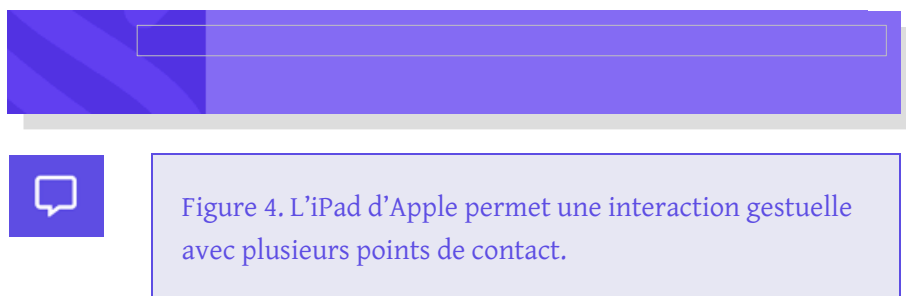 Figure 4. L’iPad d’Apple permet une interaction gestuelle
avec plusieurs points de contact.